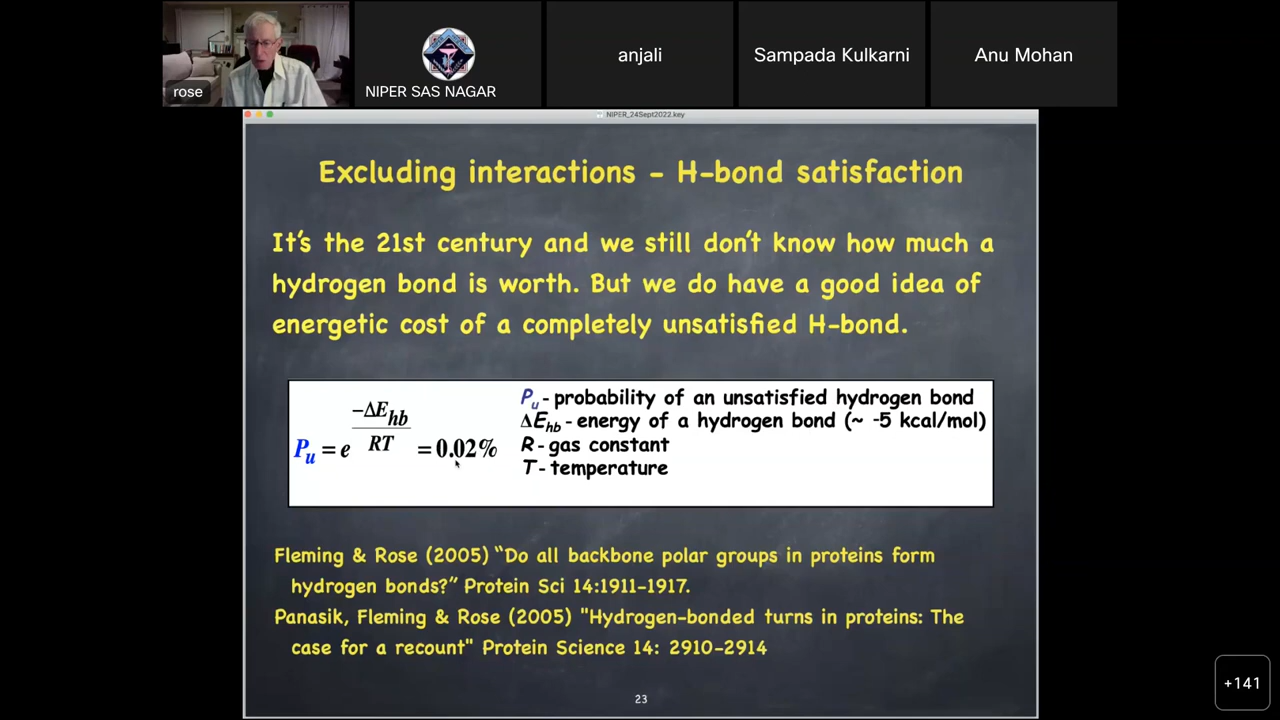 rose
NIPER SAS NAGAR
anjali
Sampada Kulkarni
Anu Mohan
NIPER_24Sept2022.key
Excluding interactions - H-bond satisfaction
It's the 21st century and we still don't know how much a
hydrogen bond is worth. But we do have a good idea of
energetic cost of a completely unsatisfied H-bond.
P_u = e^{-ΔE_hb / RT} = 0.02%
P_u - probability of an unsatisfied hydrogen bond
ΔE_hb - energy of a hydrogen bond (~ -5 kcal/mol)
R - gas constant
T - temperature
Fleming & Rose (2005) "Do all backbone polar groups in proteins form
hydrogen bonds?" Protein Sci 14:1911-1917.
Panasik, Fleming & Rose (2005) "Hydrogen-bonded turns in proteins: The
case for a recount" Protein Science 14: 2910-2914
23
+141